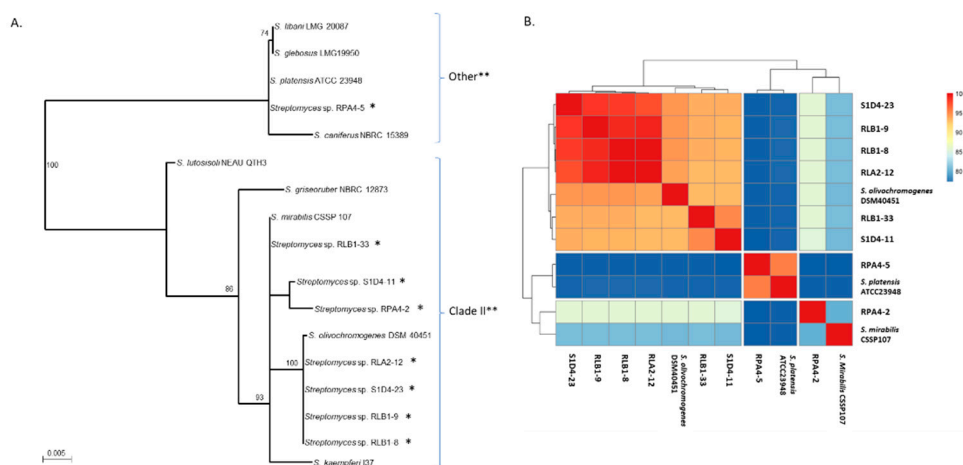 A.
74
S. libani LMG 20087
S. glebosus LMG19950
S. platensis ATCC 23948
Streptomyces sp. RPA4-5 *
S. caniferus NBRC 15389
Other**
100
S. lutosisoli NEAU QTH3
S. griseoruber NBRC 12873
S. mirabilis CSSP 107
Streptomyces sp. RLB1-33 *
Streptomyces sp. S1D4-11 *
86
Streptomyces sp. RPA4-2 *
Clade II**
S. olivochromogenes DSM 40451
100
Streptomyces sp. RLA2-12 *
Streptomyces sp. S1D4-23 *
93
Streptomyces sp. RLB1-9 *
Streptomyces sp. RLB1-8 *
S. kaempferi I37
0.005
B.
10
95
90
85
80
S1D4-23
RLB1-9
RLB1-8
RLA2-12
S. olivochromogenes
DSM40451
RLB1-33
S1D4-11
RPA4-5
S. platensis
ATCC23948
RPA4-2
S. mirabilis
CSSP107
S1D4-23
RLB1-9
RLB1-8
RLA2-12
S. olivochromogenes
DSM40451
RLB1-33
S1D4-11
RPA4-5
S. platensis
ATCC23948
RPA4-2
S. Mirabilis CSSP107